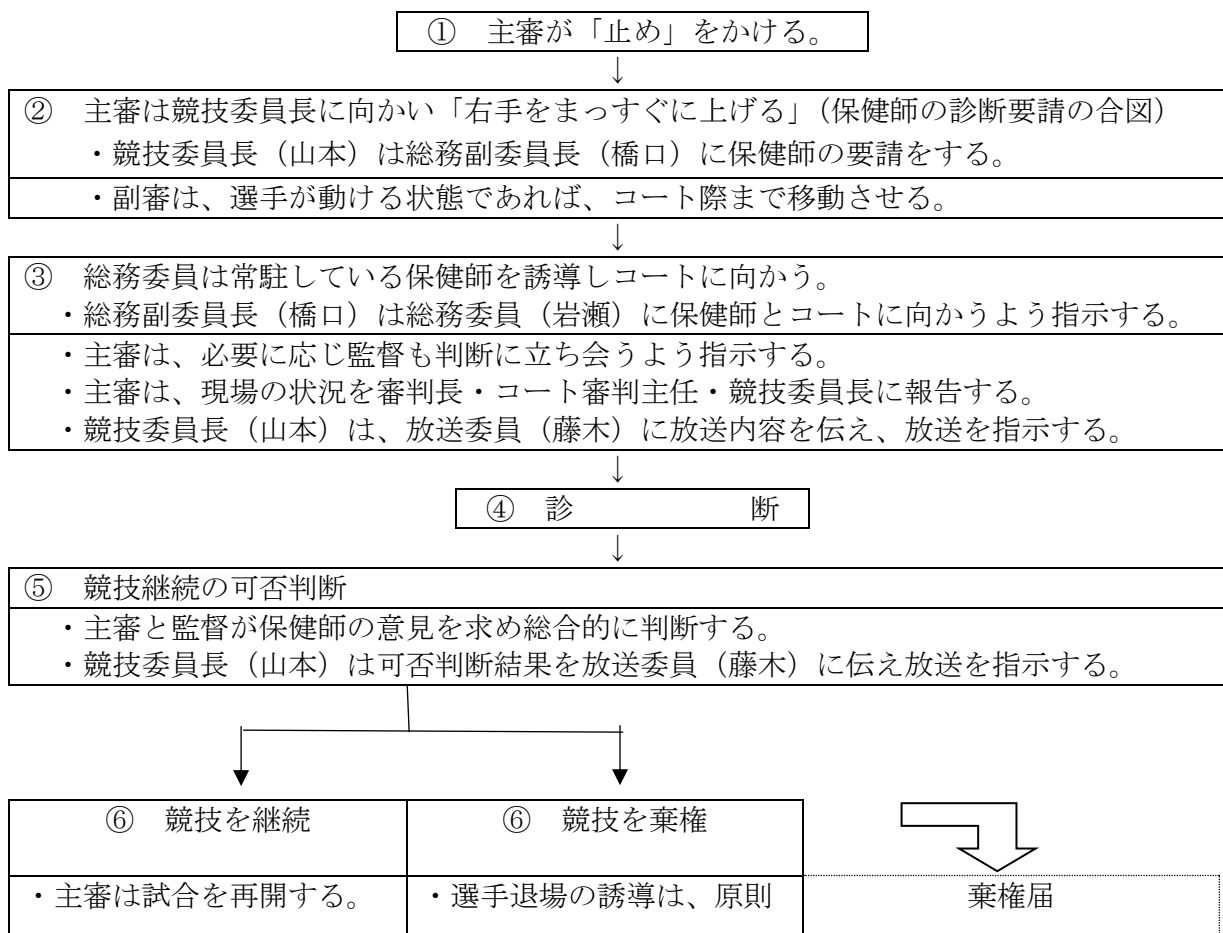 ①　主審が「止め」をかける。
↓
②　主審は競技委員長に向かい「右手をまっすぐに上げる」（保健師の診断要請の合図）
・競技委員長（山本）は総務副委員長（橋口）に保健師の要請をする。
・副審は、選手が動ける状態であれば、コート際まで移動させる。
↓
③　総務委員は常駐している保健師を誘導しコートに向かう。
・総務副委員長（橋口）は総務委員（岩瀬）に保健師とコートに向かうよう指示する。
・主審は、必要に応じ監督も判断に立ち会うよう指示する。
・主審は、現場の状況を審判長・コート審判主任・競技委員長に報告する。
・競技委員長（山本）は、放送委員（藤木）に放送内容を伝え、放送を指示する。
↓
④　診　　　　　断
↓
⑤　競技継続の可否判断
・主審と監督が保健師の意見を求め総合的に判断する。
・競技委員長（山本）は可否判断結果を放送委員（藤木）に伝え放送を指示する。
⑥　競技を継続
⑥　競技を棄権
・主審は試合を再開する。
・選手退場の誘導は、原則
棄権届